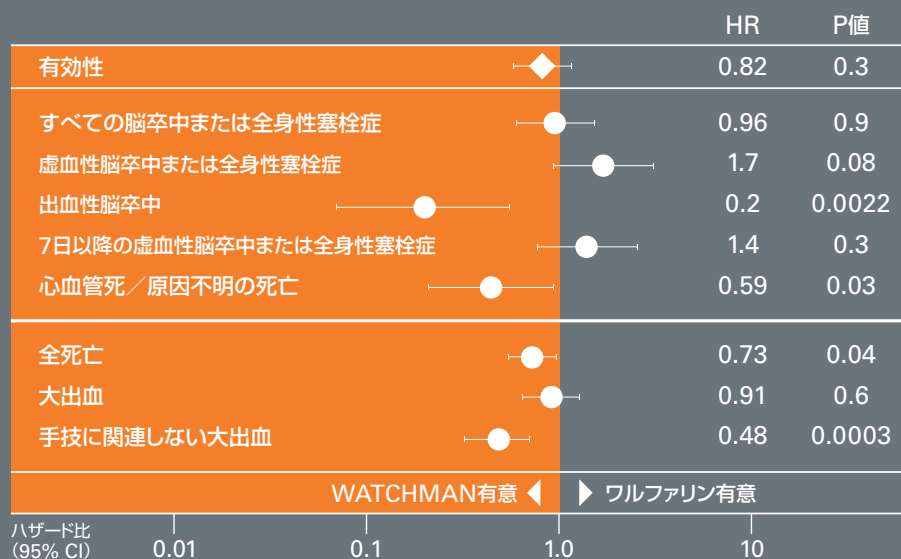 HR P値
有効性 0.82 0.3
すべての脳卒中または全身性塞栓症 0.96 0.9
虚血性脳卒中または全身性塞栓症 1.7 0.08
出血性脳卒中 0.2 0.0022
7日以降の虚血性脳卒中または全身性塞栓症 1.4 0.3
心血管死／原因不明の死亡 0.59 0.03
全死亡 0.73 0.04
大出血 0.91 0.6
手技に関連しない大出血 0.48 0.0003
WATCHMAN有意 ワルファリン有意
ハザード比
(95% CI) 0.01 0.1 1.0 10